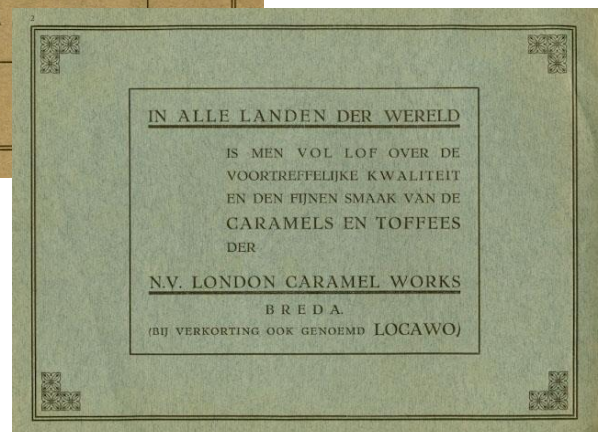 3
IN ALLE LANDEN DER WERELD
IS MEN VOL LOF OVER DE
VOORTREFFELIJKE KWALITEIT
EN DEN FIJNEN SMAAK VAN DE
CARAMELS EN TOFFEES
DER
N.V. LONDON CARAMEL WORKS
BREDA.
(BIJ VERKORTING OOK GENOEMD LOCAWO)